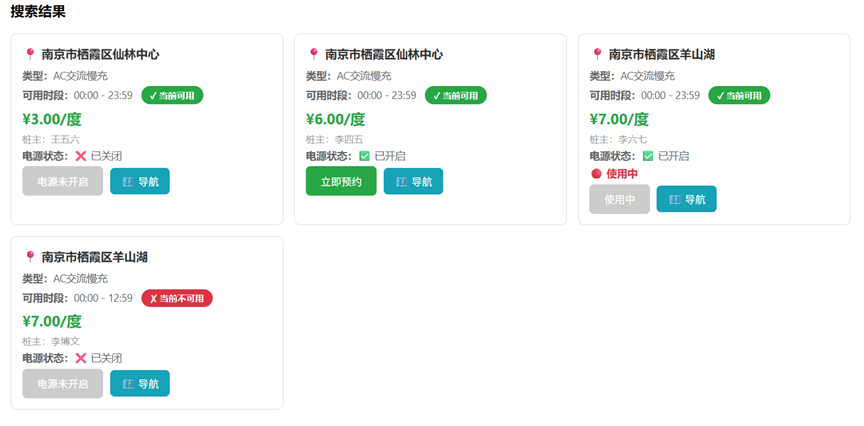 搜索结果
📍 南京市栖霞区仙林中心
类型：AC交流慢充
可用时段：00:00 - 23:59 ✓ 当前可用
¥3.00/度
桩主：王五六
电源状态：❌ 已关闭
电源未开启 导航
📍 南京市栖霞区仙林中心
类型：AC交流慢充
可用时段：00:00 - 23:59 ✓ 当前可用
¥6.00/度
桩主：李四五
电源状态：✅ 已开启
立即预约 导航
📍 南京市栖霞区羊山湖
类型：AC交流慢充
可用时段：00:00 - 23:59 ✓ 当前可用
¥7.00/度
桩主：李六七
电源状态：✅ 已开启
🔴 使用中
使用中 导航
📍 南京市栖霞区羊山湖
类型：AC交流慢充
可用时段：00:00 - 12:59 ✗ 当前不可用
¥7.00/度
桩主：李博文
电源状态：❌ 已关闭
电源未开启 导航